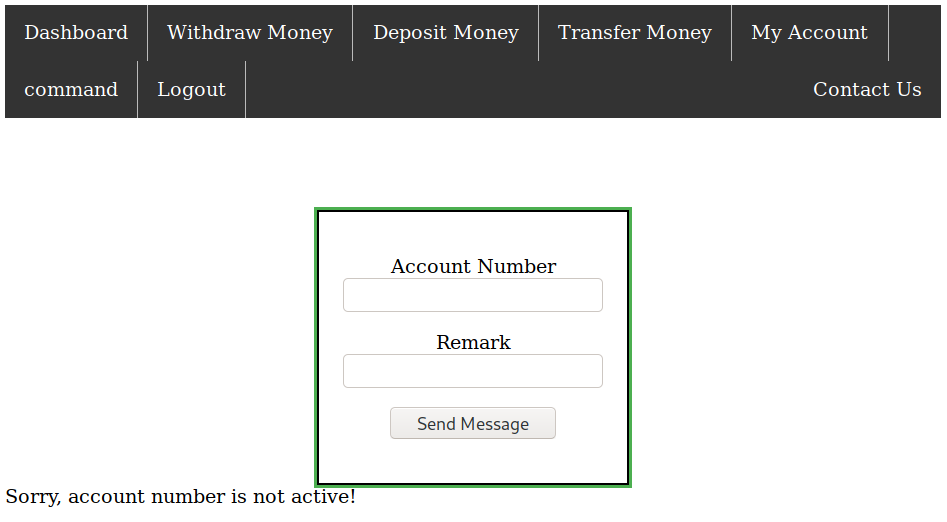 Dashboard Withdraw Money Deposit Money Transfer Money My Account
command Logout Contact Us
Account Number
Remark
Send Message
Sorry, account number is not active!